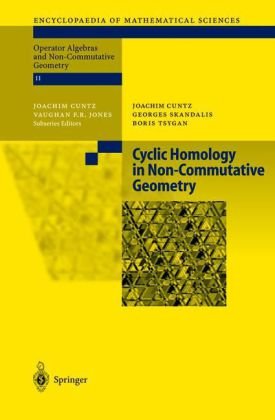 ENCYCLOPAEDIA OF MATHEMATICAL SCIENCES
Operator Algebras
and Non-Commutative
Geometry
II
JOACHIM CUNTZ
VAUGHAN F.R. JONES
Subseries Editors
JOACHIM CUNTZ
GEORGES SKANDALIS
BORIS TSYGAN
Cyclic Homology
in Non-Commutative
Geometry
Springer